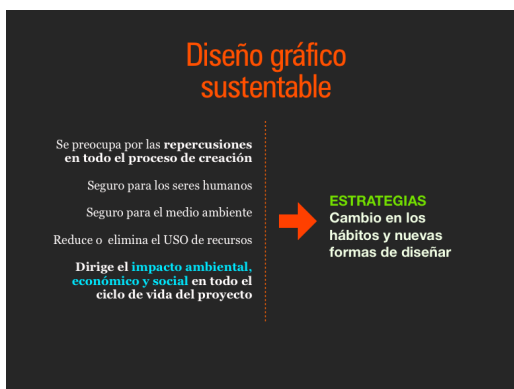 Diseño gráfico
sustentable
Se preocupa por las repercusiones
en todo el proceso de creación
Seguro para los seres humanos
Seguro para el medio ambiente
Reduce o elimina el USO de recursos
Dirige el impacto ambiental,
económico y social en todo el
ciclo de vida del proyecto
ESTRATEGIAS
Cambio en los
hábitos y nuevas
formas de diseñar